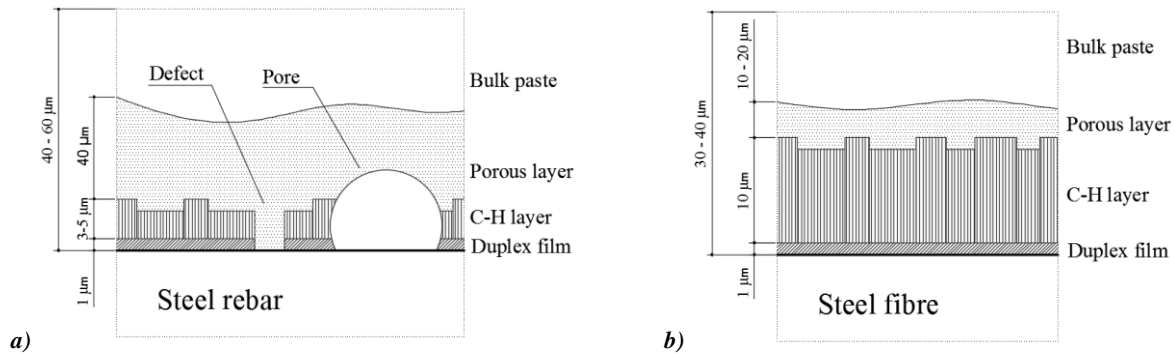 40 - 60 µm
40 µm
3-5 µm
1 µm
Defect
Pore
Bulk paste
Porous layer
C-H layer
Duplex film
Steel rebar
a)
30 - 40 µm
10 - 20 µm
10 µm
1 µm
Bulk paste
Porous layer
C-H layer
Duplex film
Steel fibre
b)